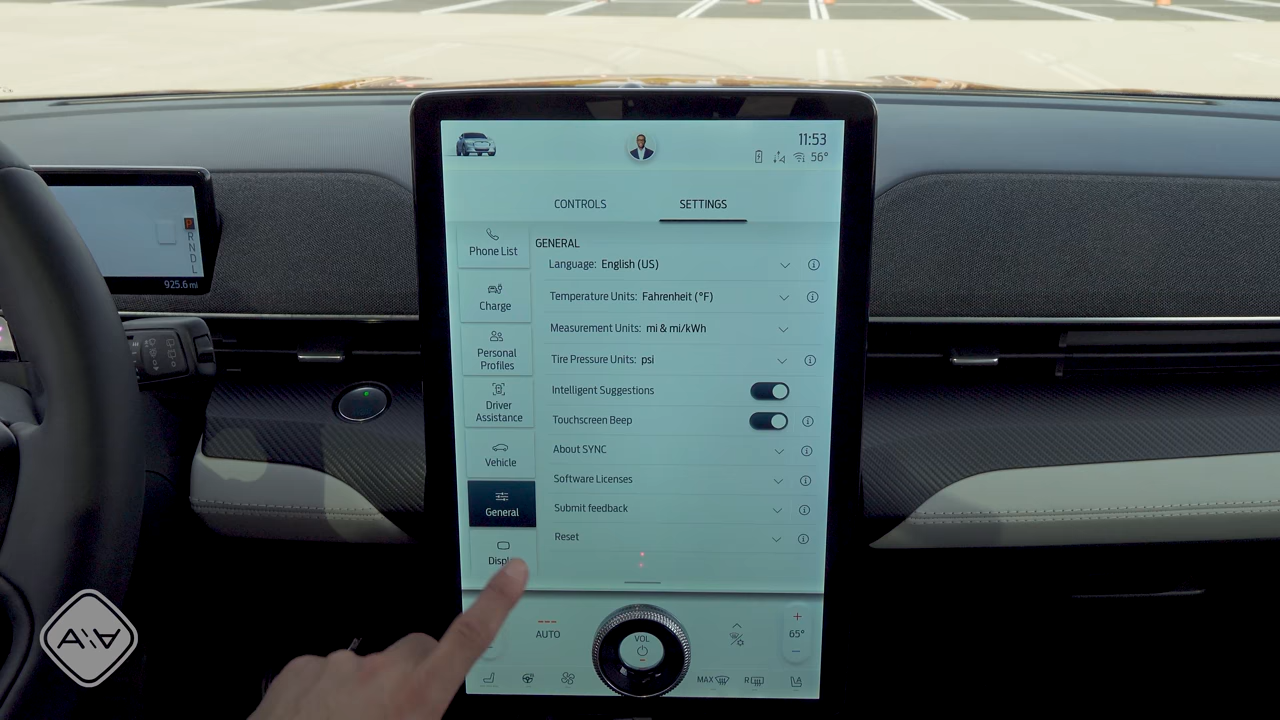 11:53
56°
CONTROLS
SETTINGS
Phone List
Charge
Personal
Profiles
Driver
Assistance
Vehicle
General
GENERAL
Language: English (US)
Temperature Units: Fahrenheit (°F)
Measurement Units: mi & mi/kWh
Tire Pressure Units: psi
Intelligent Suggestions
Touchscreen Beep
About SYNC
Software Licenses
Submit feedback
Reset
AUTO
VOL
65°
MAX
R
P
R
N
D
L
925.6 mi